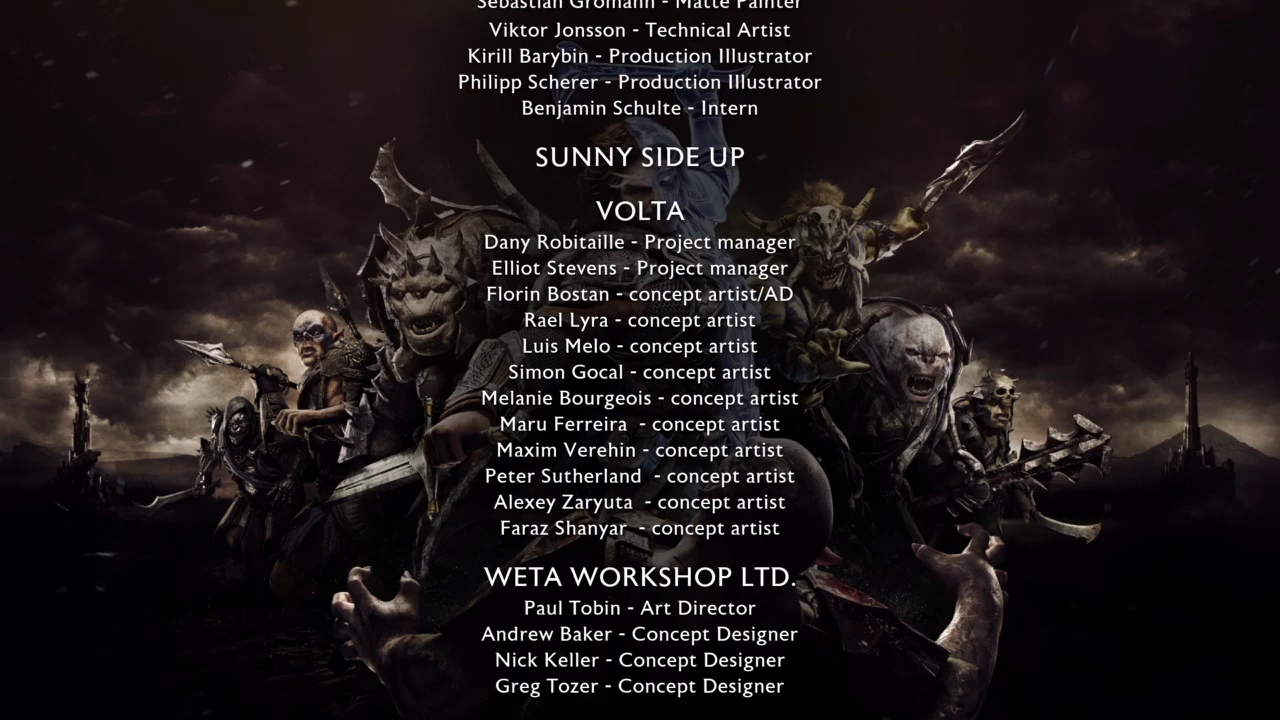 Sebastian Gromann - Matte Painter
Viktor Jonsson - Technical Artist
Kirill Barybin - Production Illustrator
Philipp Scherer - Production Illustrator
Benjamin Schulte - Intern
SUNNY SIDE UP
VOLTA
Dany Robitaille - Project manager
Elliot Stevens - Project manager
Florin Bostan - concept artist/AD
Rael Lyra - concept artist
Luis Melo - concept artist
Simon Gocal - concept artist
Melanie Bourgeois - concept artist
Maru Ferreira - concept artist
Maxim Verehin - concept artist
Peter Sutherland - concept artist
Alexey Zaryuta - concept artist
Faraz Shanyar - concept artist
WETA WORKSHOP LTD.
Paul Tobin - Art Director
Andrew Baker - Concept Designer
Nick Keller - Concept Designer
Greg Tozer - Concept Designer